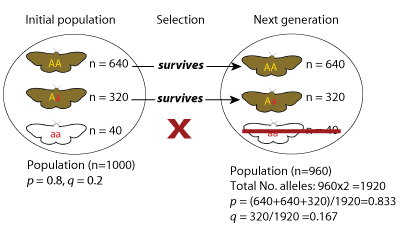 Initial population Selection Next generation
AA n = 640 survives AA n = 640
Aa n = 320 survives Aa n = 320
aa n = 40 X aa n = 40
Population (n=1000)
p = 0.8, q = 0.2
Population (n=960)
Total No. alleles: 960x2 =1920
p = (640+640+320)/1920=0.833
q = 320/1920 =0.167